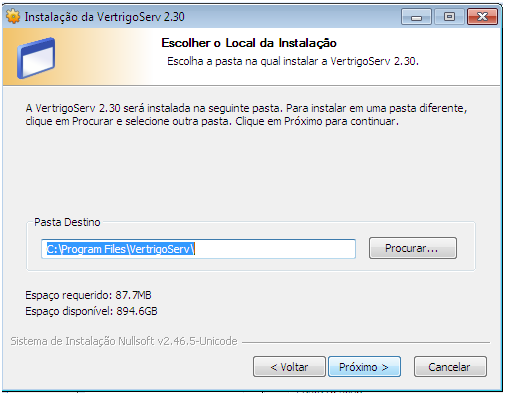 Instalação da VertrigoServ 2.30
Escolher o Local da Instalação
Escolha a pasta na qual instalar a VertrigoServ 2.30.
A VertrigoServ 2.30 será instalada na seguinte pasta. Para instalar em uma pasta diferente,
clique em Procurar e selecione outra pasta. Clique em Próximo para continuar.
Pasta Destino
C:\Program Files\VertrigoServ\
Procurar...
Espaço requerido: 87.7MB
Espaço disponível: 894.6GB
Sistema de Instalação Nullsoft v2.46.5-Unicode
< Voltar
Próximo >
Cancelar